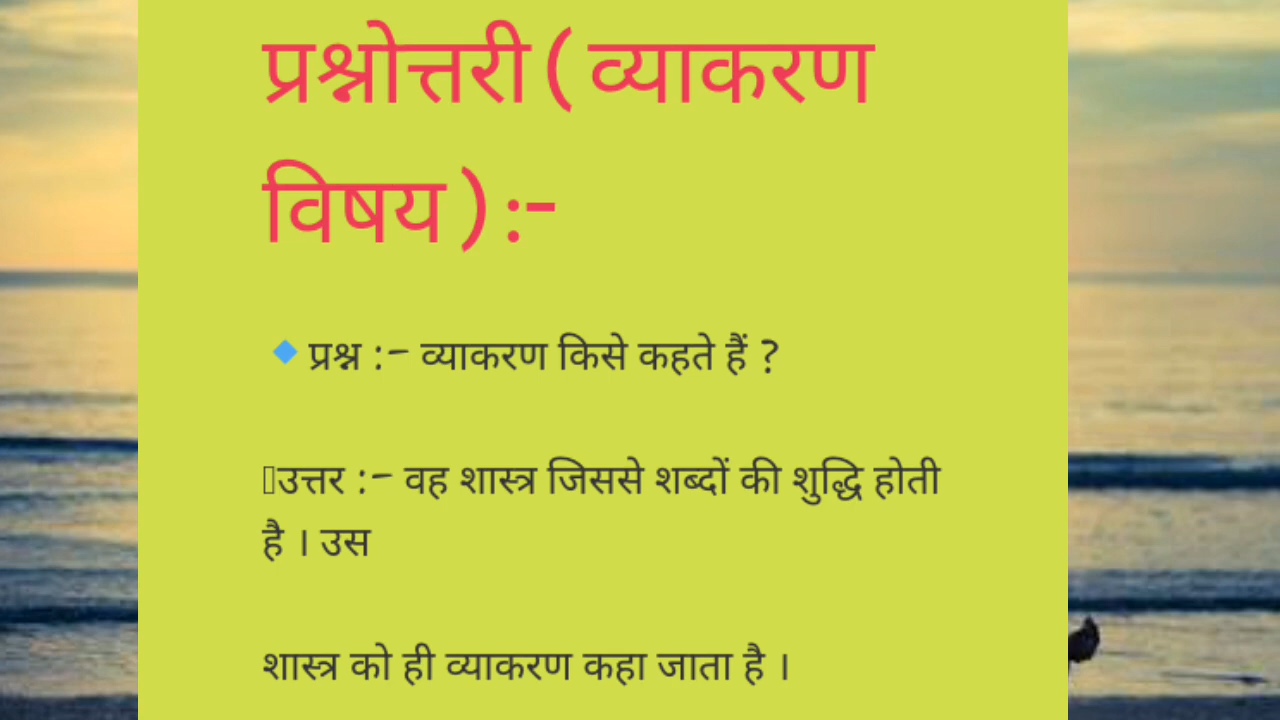 प्रश्नोत्तरी(व्याकरण
विषय):-
🔹प्रश्न :- व्याकरण किसे कहते हैं ?
उत्तर :- वह शास्त्र जिससे शब्दों की शुद्धि होती
है । उस
शास्त्र को ही व्याकरण कहा जाता है ।